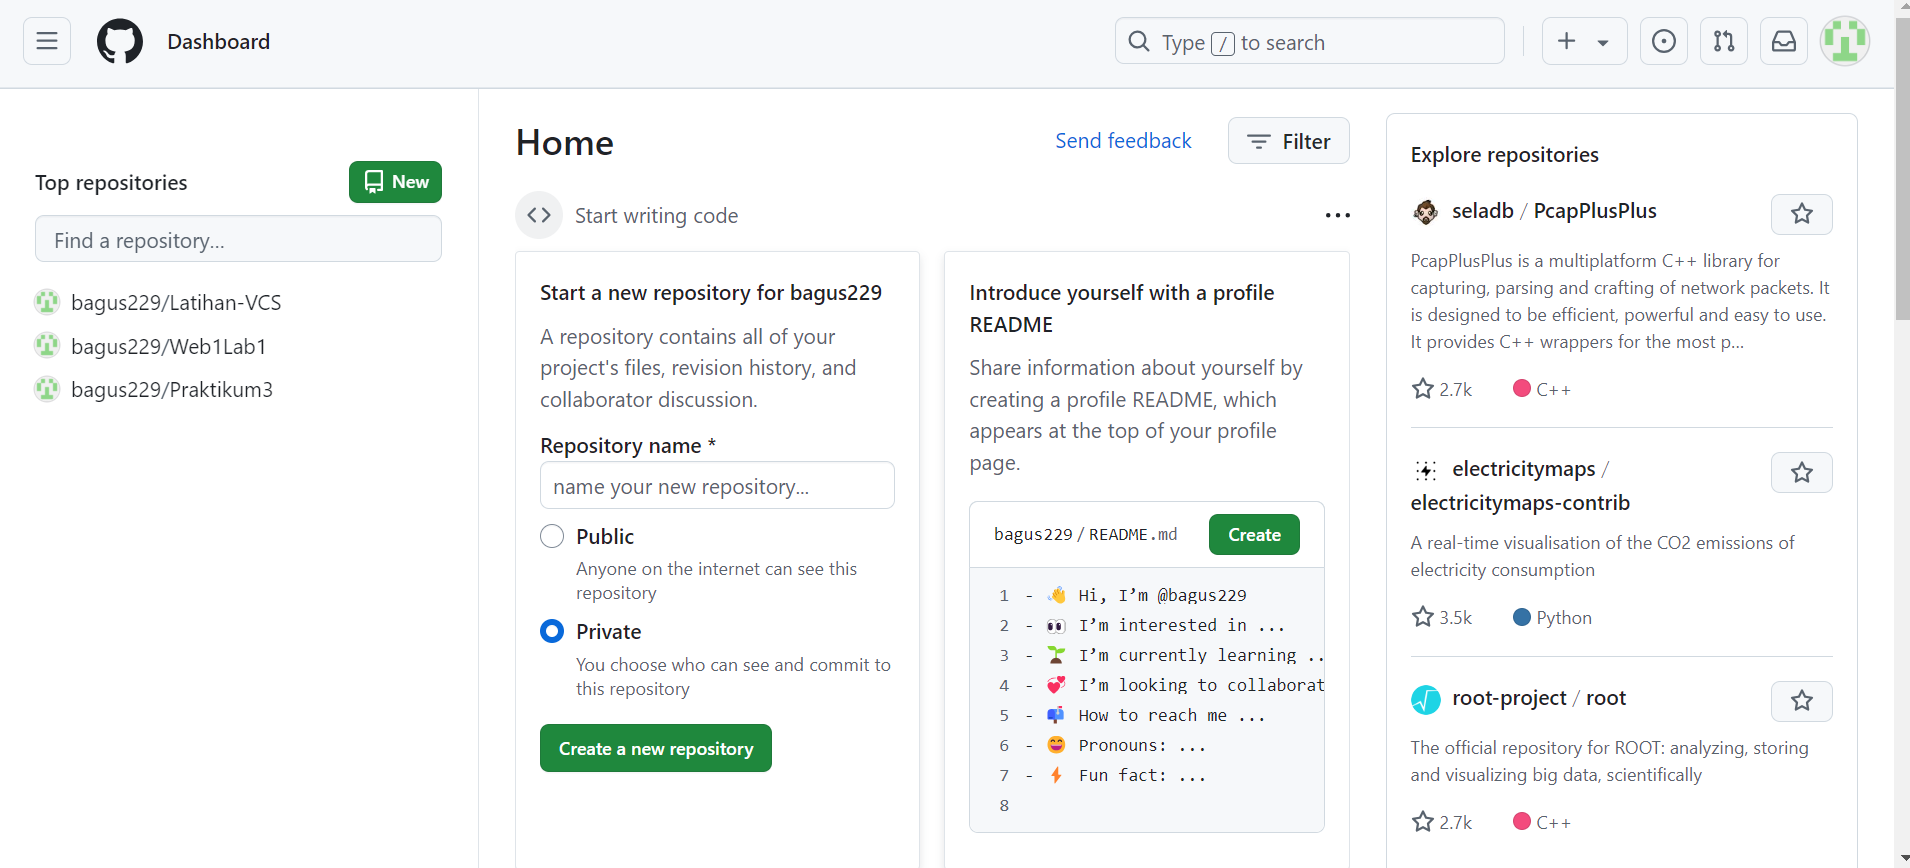 Dashboard
Type / to search
Top repositories
New
Find a repository...
bagus229/Latihan-VCS
bagus229/Web1Lab1
bagus229/Praktikum3
Home
Send feedback
Filter
Start writing code
Start a new repository for bagus229
A repository contains all of your
project's files, revision history, and
collaborator discussion.
Repository name *
name your new repository...
Public
Anyone on the internet can see this
repository
Private
You choose who can see and commit to
this repository
Create a new repository
Introduce yourself with a profile
README
Share information about yourself by
creating a profile README, which
appears at the top of your profile
page.
bagus229 / README.md
Create
1 - 👋 Hi, I’m @bagus229
2 - 👀 I’m interested in ...
3 - 🌱 I’m currently learning ..
4 - 💞️ I’m looking to collaborat
5 - 📫 How to reach me ...
6 - 😄 Pronouns: ...
7 - ⚡ Fun fact: ...
8
Explore repositories
seladb / PcapPlusPlus
PcapPlusPlus is a multiplatform C++ library for
capturing, parsing and crafting of network packets. It
is designed to be efficient, powerful and easy to use.
It provides C++ wrappers for the most p...
2.7k C++
electricitymaps /
electricitymaps-contrib
A real-time visualisation of the CO2 emissions of
electricity consumption
3.5k Python
root-project / root
The official repository for ROOT: analyzing, storing
and visualizing big data, scientifically
2.7k C++